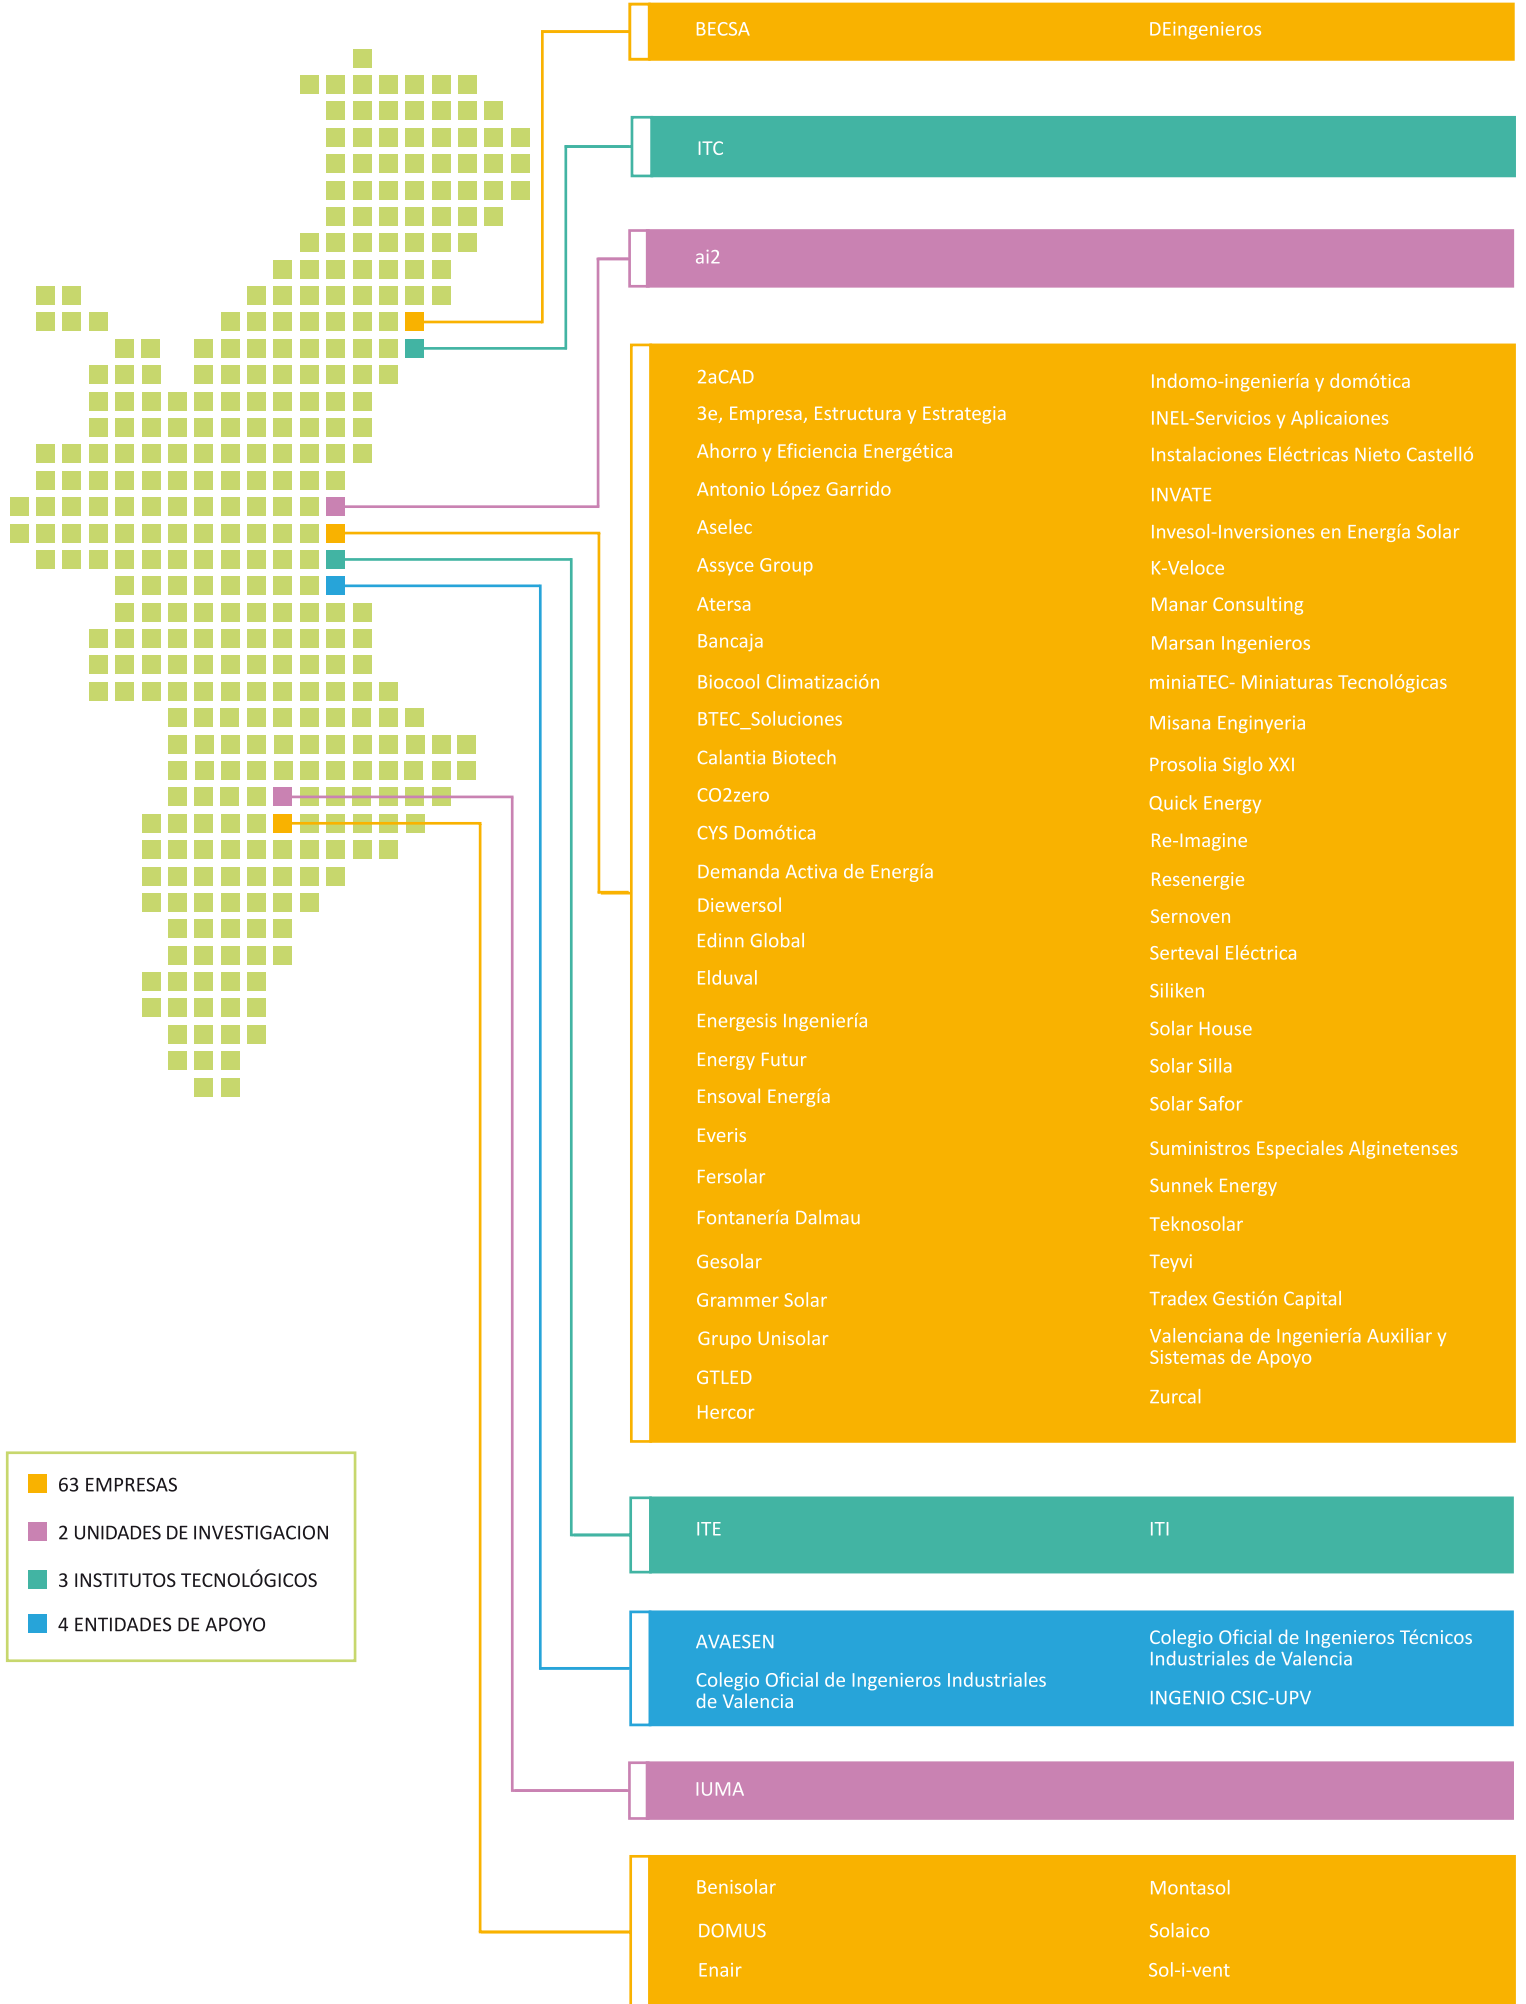 BECSA
DEingenieros
ITC
ai2
2aCAD
3e, Empresa, Estructura y Estrategia
Ahorro y Eficiencia Energética
Antonio López Garrido
Aselec
Assyce Group
Atersa
Bancaja
Biocool Climatización
BTEC_Soluciones
Calantia Biotech
CO2zero
CYS Domótica
Demanda Activa de Energía
Diewersol
Edinn Global
Elduval
Energesis Ingeniería
Energy Futur
Ensoval Energía
Everis
Fersolar
Fontanería Dalmau
Gesolar
Grammer Solar
Grupo Unisolar
GTLED
Hercor
Indomo-ingeniería y domótica
INEL-Servicios y Aplicaiones
Instalaciones Eléctricas Nieto Castelló
INVATE
Invesol-Inversiones en Energía Solar
K-Veloce
Manar Consulting
Marsan Ingenieros
miniaTEC- Miniaturas Tecnológicas
Misana Enginyeria
Prosolia Siglo XXI
Quick Energy
Re-Imagine
Resenergie
Sernoven
Serteval Eléctrica
Siliken
Solar House
Solar Silla
Solar Safor
Suministros Especiales Alginetenses
Sunnek Energy
Teknosolar
Teyvi
Tradex Gestión Capital
Valenciana de Ingeniería Auxiliar y
Sistemas de Apoyo
Zurcal
63 EMPRESAS
2 UNIDADES DE INVESTIGACION
3 INSTITUTOS TECNOLÓGICOS
4 ENTIDADES DE APOYO
ITE
ITI
AVAESEN
Colegio Oficial de Ingenieros Industriales
de Valencia
Colegio Oficial de Ingenieros Técnicos
Industriales de Valencia
INGENIO CSIC-UPV
IUMA
Benisolar
DOMUS
Enair
Montasol
Solaico
Sol-i-vent